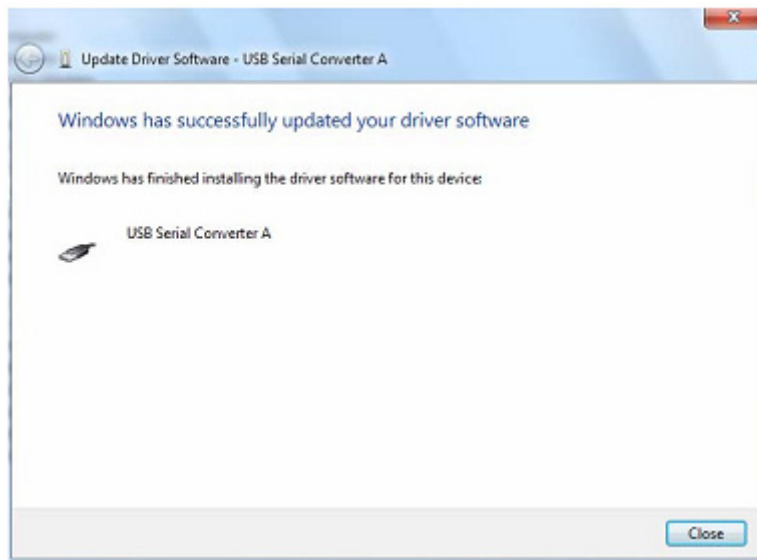 Update Driver Software - USB Serial Converter A
Windows has successfully updated your driver software
Windows has finished installing the driver software for this device:
USB Serial Converter A
Close